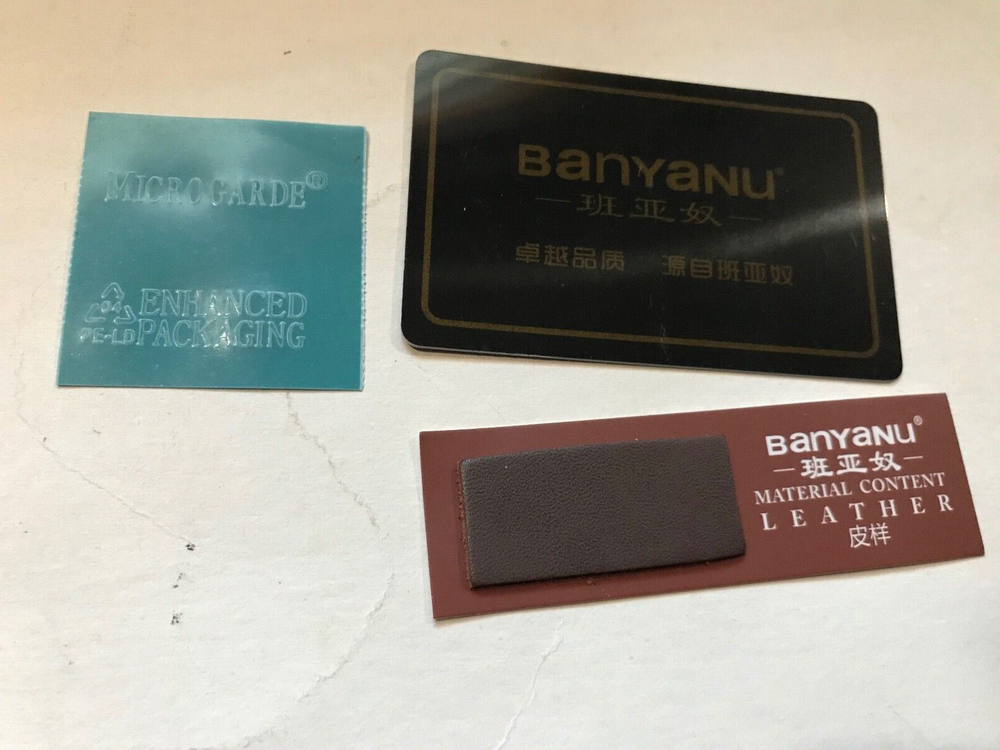 MICROGARDE®
04
PE-LD
ENHANCED
PACKAGING
BanYaNU
班亚奴
卓越品质 源自班亚奴
BanYaNU®
班亚奴
MATERIAL CONTENT
LEATHER
皮样